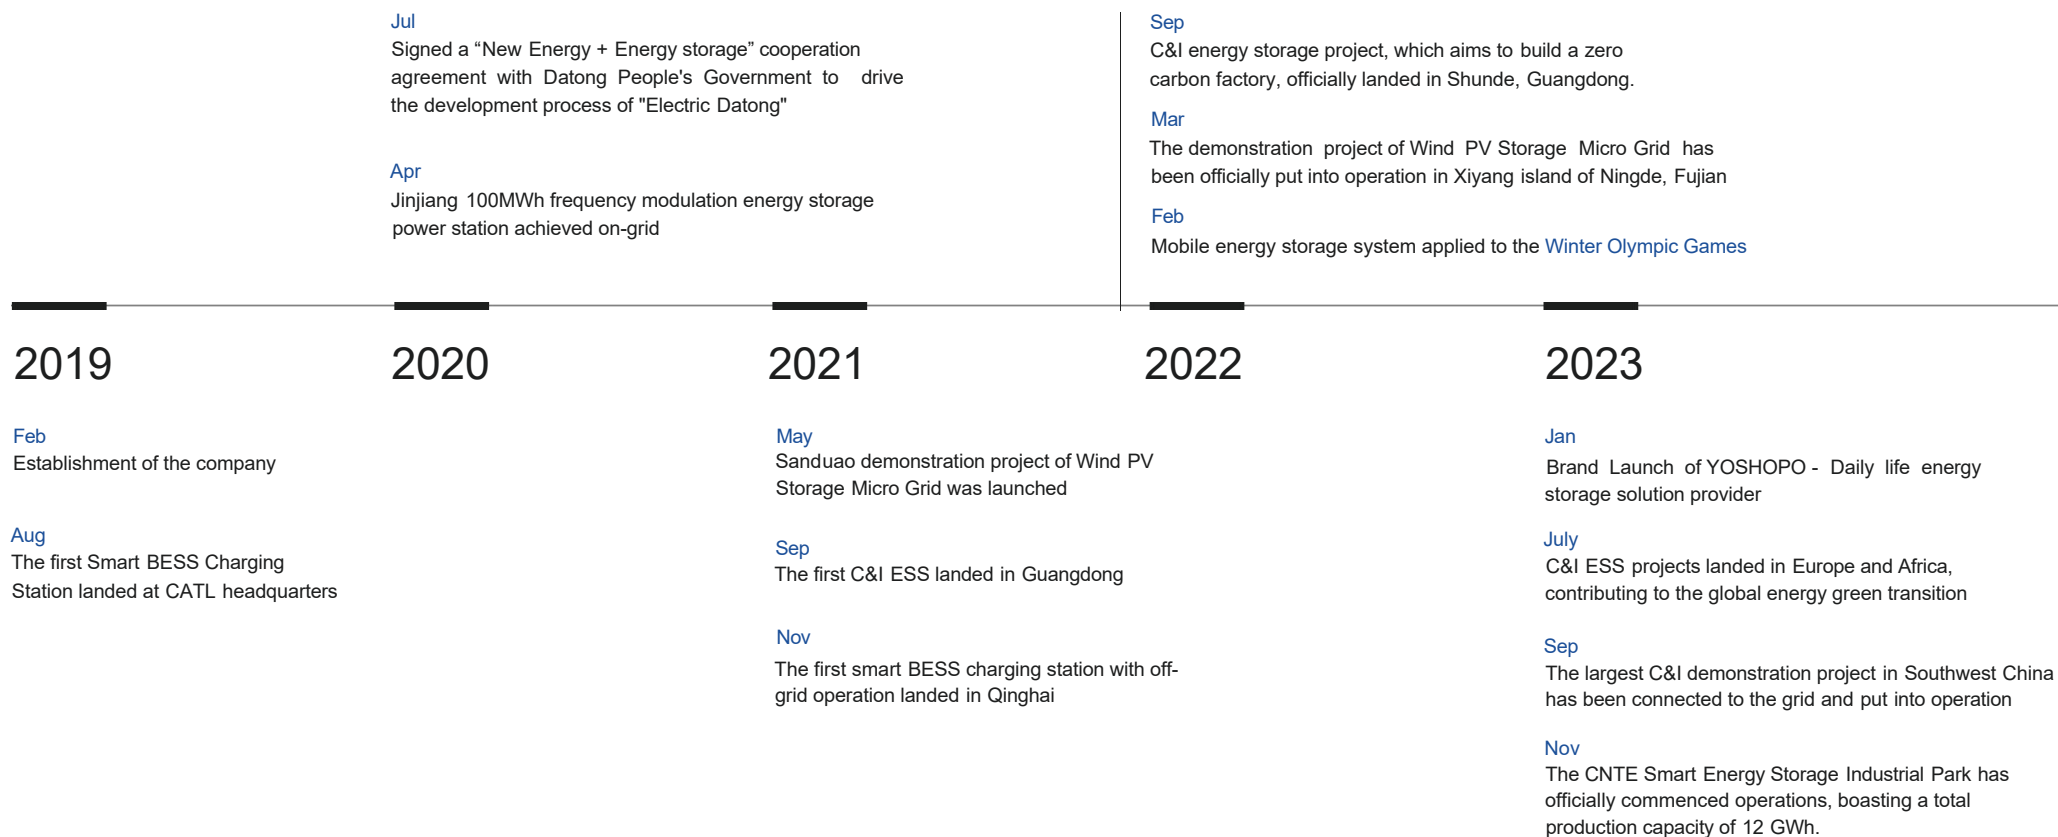 Jul
Signed a “New Energy + Energy storage” cooperation
agreement with Datong People's Government to drive
the development process of "Electric Datong"
Apr
Jinjiang 100MWh frequency modulation energy storage
power station achieved on-grid
Sep
C&I energy storage project, which aims to build a zero
carbon factory, officially landed in Shunde, Guangdong.
Mar
The demonstration project of Wind PV Storage Micro Grid has
been officially put into operation in Xiyang island of Ningde, Fujian
Feb
Mobile energy storage system applied to the Winter Olympic Games
2019
2020
2021
2022
2023
Feb
Establishment of the company
Aug
The first Smart BESS Charging
Station landed at CATL headquarters
May
Sanduao demonstration project of Wind PV
Storage Micro Grid was launched
Sep
The first C&I ESS landed in Guangdong
Nov
The first smart BESS charging station with off-
grid operation landed in Qinghai
Jan
Brand Launch of YOSHOPO - Daily life energy
storage solution provider
July
C&I ESS projects landed in Europe and Africa,
contributing to the global energy green transition
Sep
The largest C&I demonstration project in Southwest China
has been connected to the grid and put into operation
Nov
The CNTE Smart Energy Storage Industrial Park has
officially commenced operations, boasting a total
production capacity of 12 GWh.